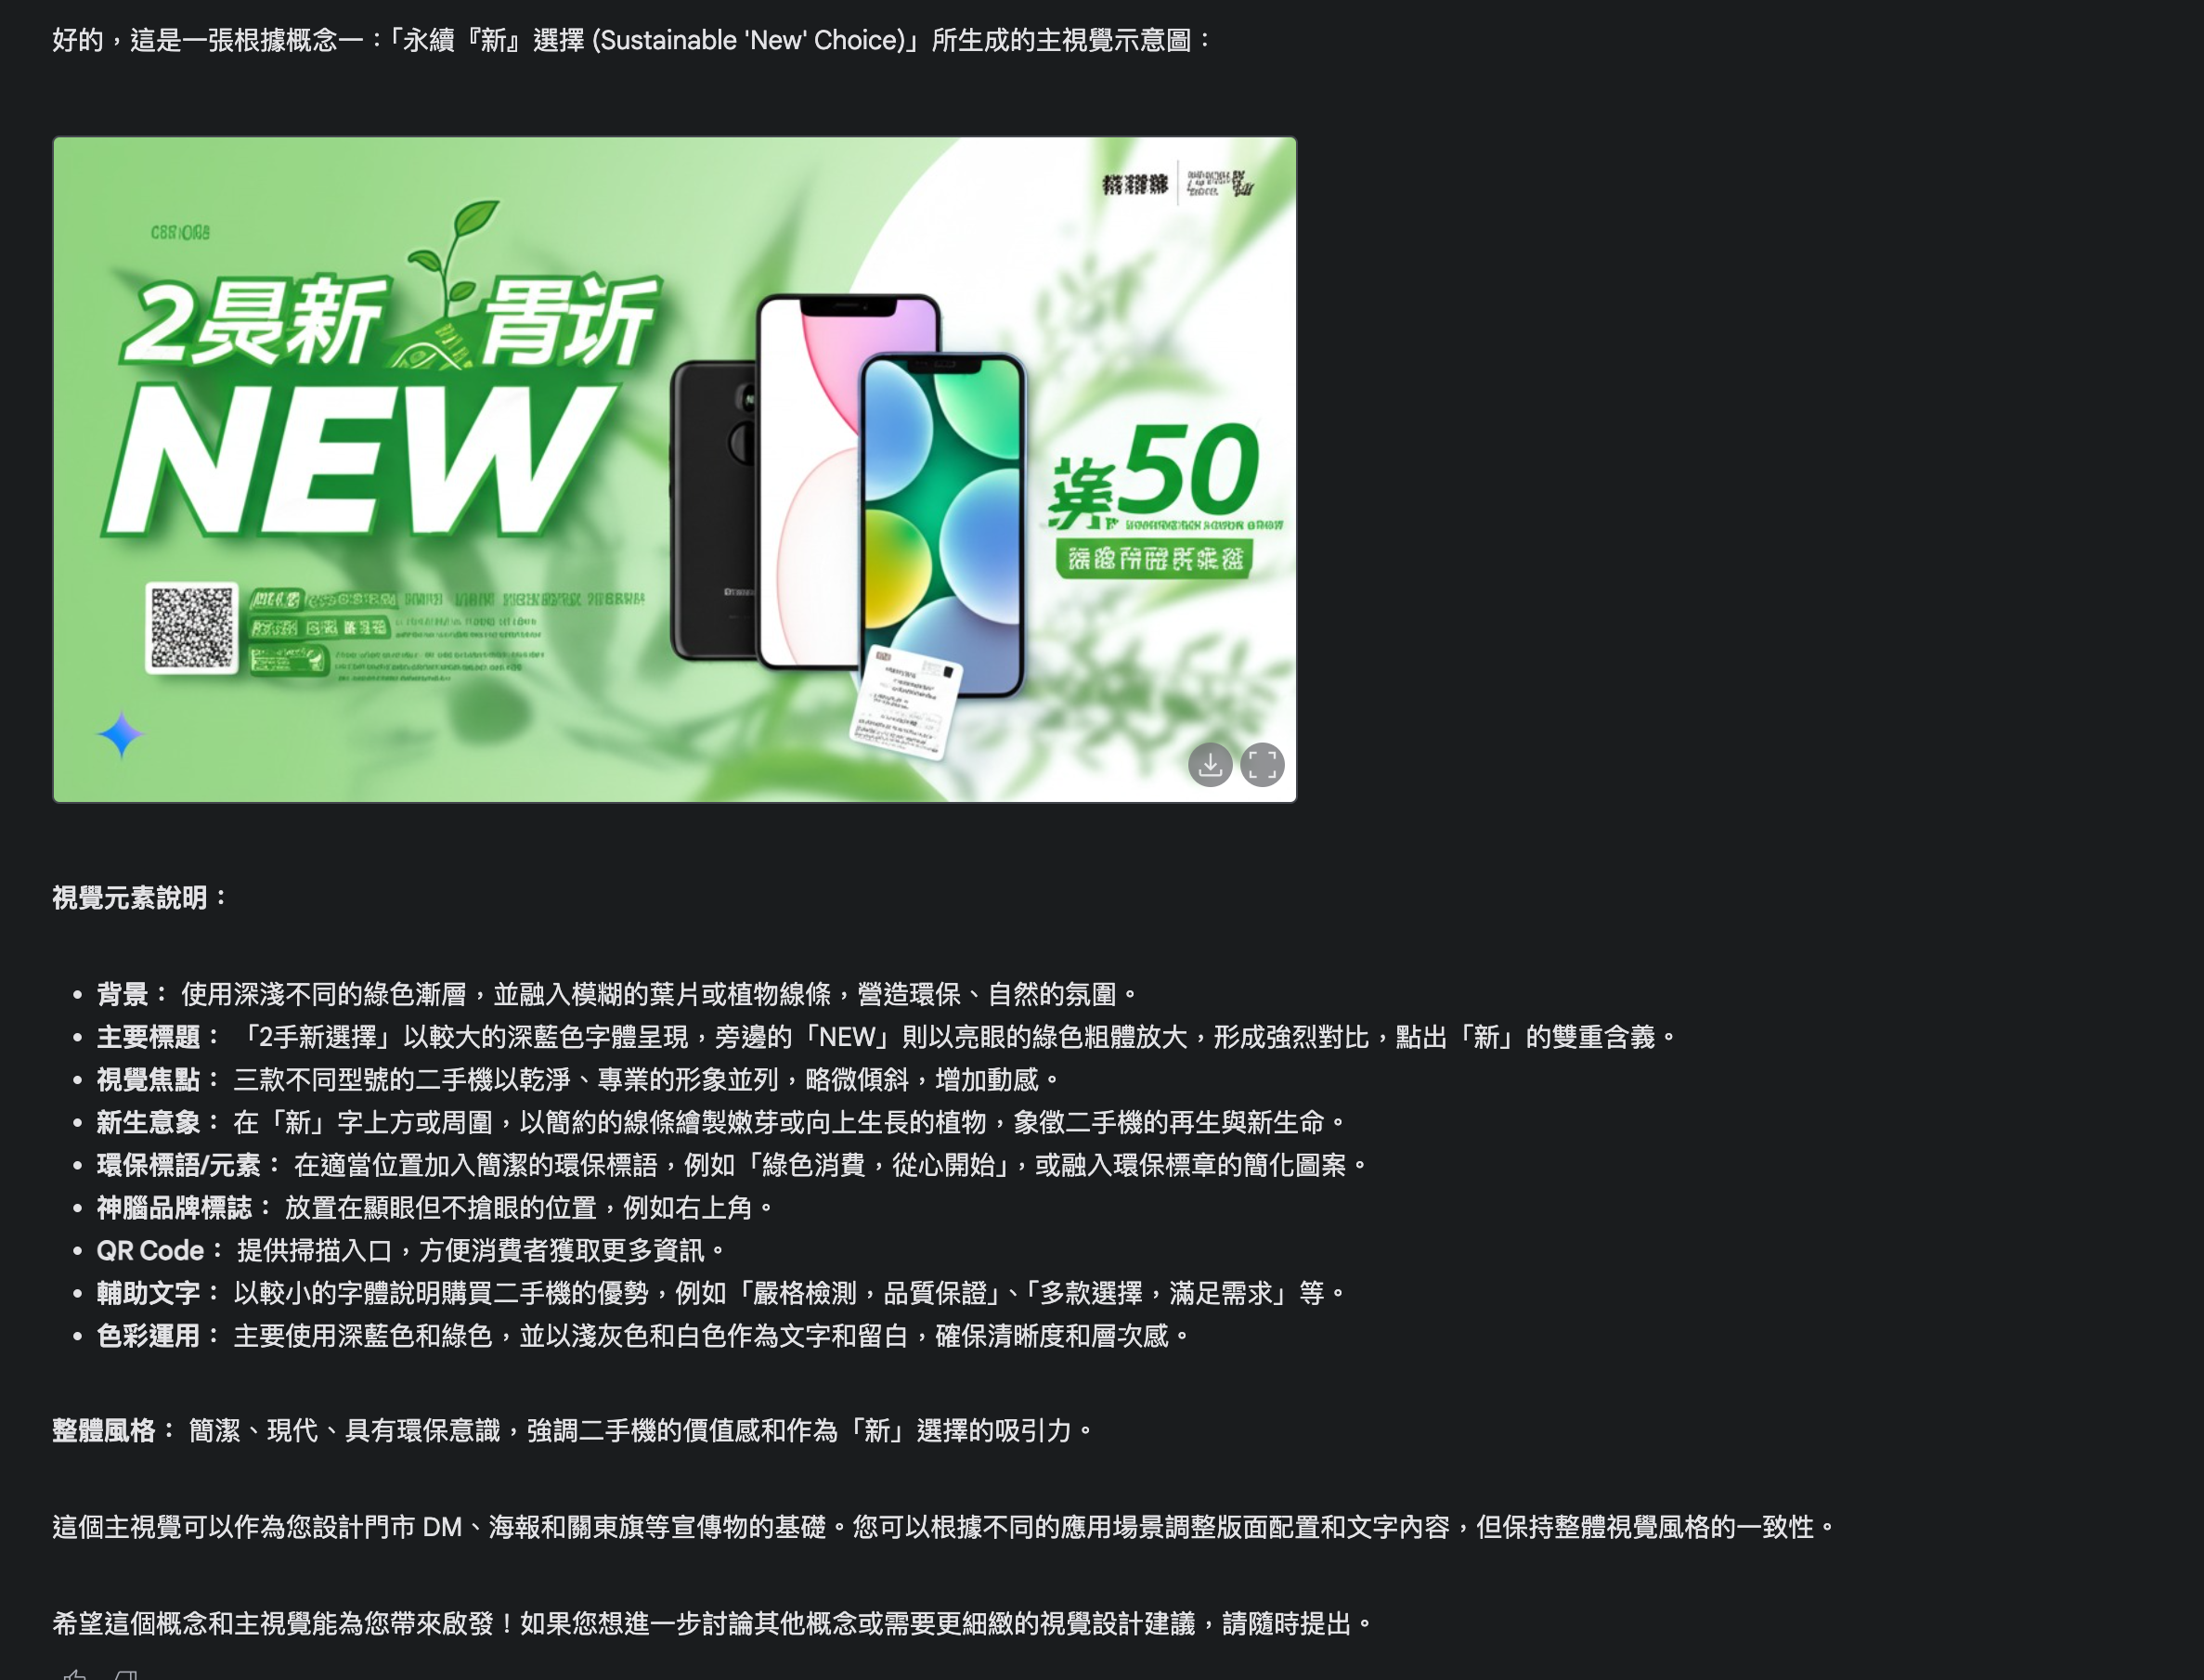 好的，這是一張根據概念一：「永續『新』選擇 (Sustainable 'New' Choice)」所生成的主視覺示意圖：
2 新
NEW
50
視覺元素說明：
• 背景： 使用深淺不同的綠色漸層，並融入模糊的葉片或植物線條，營造環保、自然的氛圍。
• 主要標題： 「2手新選擇」以較大的深藍色字體呈現，旁邊的「NEW」則以亮眼的綠色粗體放大，形成強烈對比，點出「新」的雙重含義。
• 視覺焦點： 三款不同型號的二手機以乾淨、專業的形象並列，略微傾斜，增加動感。
• 新生意象： 在「新」字上方或周圍，以簡約的線條繪製嫩芽或向上生長的植物，象徵二手機的再生與新生命。
• 環保標語/元素： 在適當位置加入簡潔的環保標語，例如「綠色消費，從心開始」，或融入環保標章的簡化圖案。
• 神腦品牌標誌： 放置在顯眼但不搶眼的位置，例如右上角。
• QR Code： 提供掃描入口，方便消費者獲取更多資訊。
• 輔助文字： 以較小的字體說明購買二手機的優勢，例如「嚴格檢測，品質保證」、「多款選擇，滿足需求」等。
• 色彩運用： 主要使用深藍色和綠色，並以淺灰色和白色作為文字和留白，確保清晰度和層次感。
整體風格： 簡潔、現代、具有環保意識，強調二手機的價值感和作為「新」選擇的吸引力。
這個主視覺可以作為您設計門市 DM、海報和關東旗等宣傳物的基礎。您可以根據不同的應用場景調整版面配置和文字內容，但保持整體視覺風格的一致性。
希望這個概念和主視覺能為您帶來啟發！如果您想進一步討論其他概念或需要更細緻的視覺設計建議，請隨時提出。